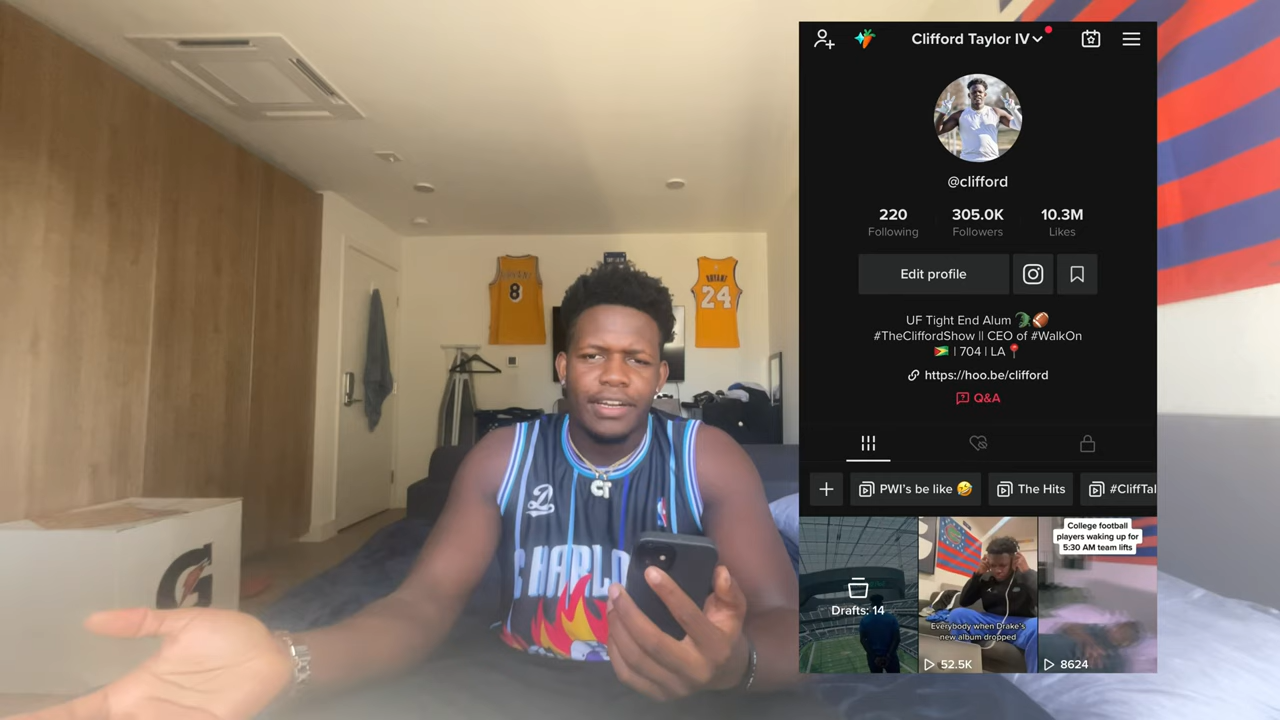 Clifford Taylor IV
@clifford
220
Following
305.0K
Followers
10.3M
Likes
Edit profile
UF Tight End Alum 🐊🏈
#TheCliffordShow || CEO of #WalkOn
🇬🇾 | 704 | LA📍
https://hoo.be/clifford
Q&A
PWI's be like 🤣
The Hits
#CliffTal
College football
players waking up for
5:30 AM team lifts
Drafts: 14
Everybody when Drake's
new album dropped
52.5K
8624
8
BRYANT
24
CT
CHARLO
G